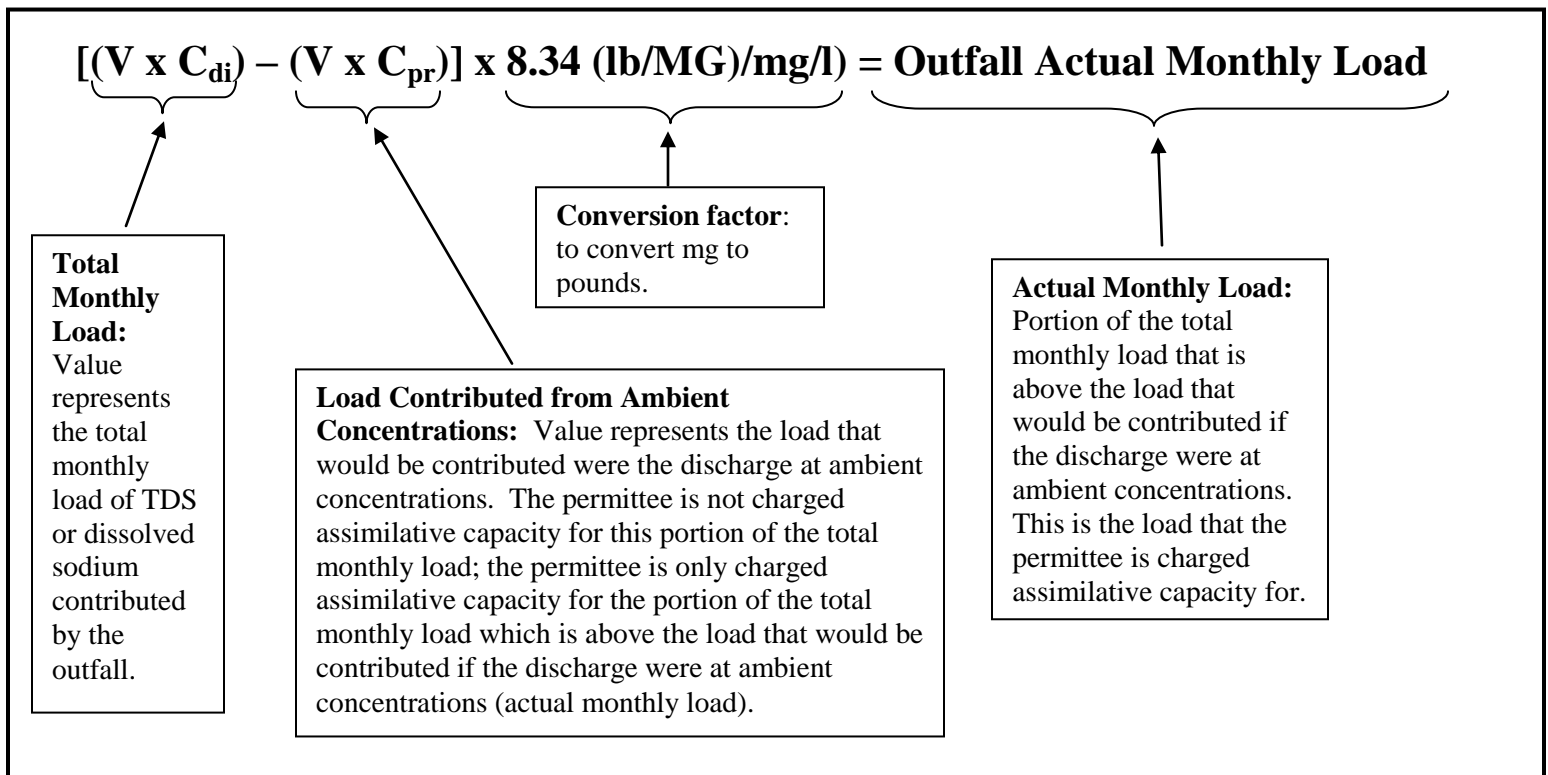 [(V x Cdi) – (V x Cpr)] x 8.34 (lb/MG)/mg/l) = Outfall Actual Monthly Load
Total
Monthly
Load:
Value
represents
the total
monthly
load of TDS
or dissolved
sodium
contributed
by the
outfall.
Load Contributed from Ambient
Concentrations: Value represents the load that
would be contributed were the discharge at ambient
concentrations. The permittee is not charged
assimilative capacity for this portion of the total
monthly load; the permittee is only charged
assimilative capacity for the portion of the total
monthly load which is above the load that would be
contributed if the discharge were at ambient
concentrations (actual monthly load).
Conversion factor:
to convert mg to
pounds.
Actual Monthly Load:
Portion of the total
monthly load that is
above the load that
would be contributed if
the discharge were at
ambient concentrations.
This is the load that the
permittee is charged
assimilative capacity for.